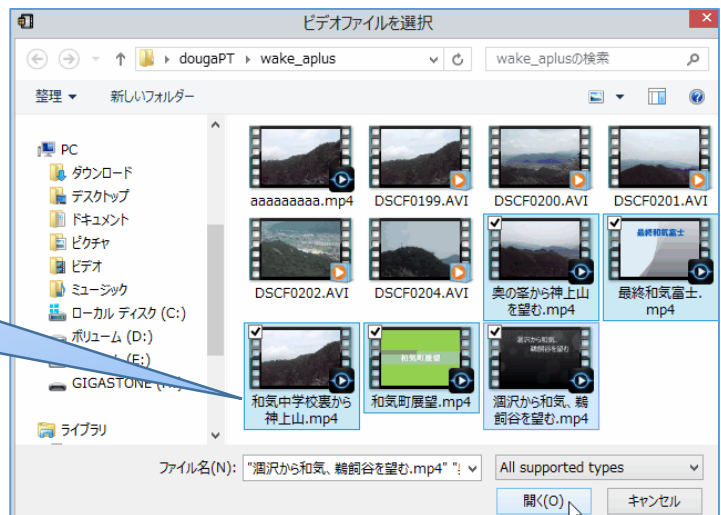 ビデオファイルを選択
dougaPT wake_aplus
wake_aplusの検索
整理 新しいフォルダー
PC
ダウンロード
デスクトップ
ドキュメント
ピクチャ
ビデオ
ミュージック
ローカル ディスク (C:)
ボリューム (D:)
(E:)
GIGASTONE
ライブラリ
aaaaaaaaa.mp4
DSCF0199.AVI
DSCF0200.AVI
DSCF0201.AVI
DSCF0202.AVI
DSCF0204.AVI
奥の峯から神上山
を望む.mp4
最終和気富士
最終和気富士.
mp4
和気中学校裏から
神上山.mp4
和気町展望
和気町展望.mp4
涸沢から和気、
鵜飼谷を望む
涸沢から和気、鵜
飼谷を望む.mp4
ファイル名(N): "涸沢から和気、鵜飼谷を望む.mp4"
All supported types
開く(O) キャンセル